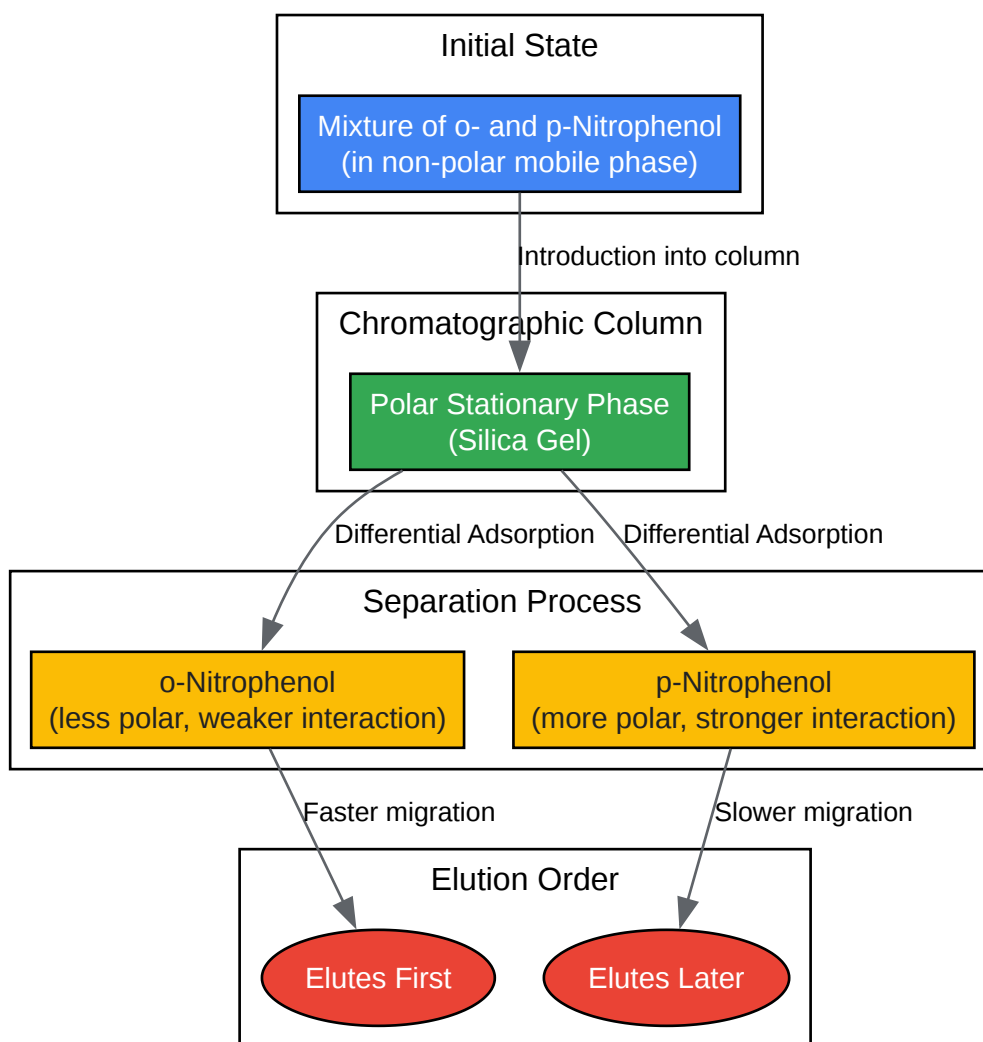 Initial State
Mixture of o- and p-Nitrophenol
(in non-polar mobile phase)
Introduction into column
Chromatographic Column
Polar Stationary Phase
(Silica Gel)
Differential Adsorption
Differential Adsorption
Separation Process
o-Nitrophenol
(less polar, weaker interaction)
p-Nitrophenol
(more polar, stronger interaction)
Faster migration
Slower migration
Elution Order
Elutes First
Elutes Later